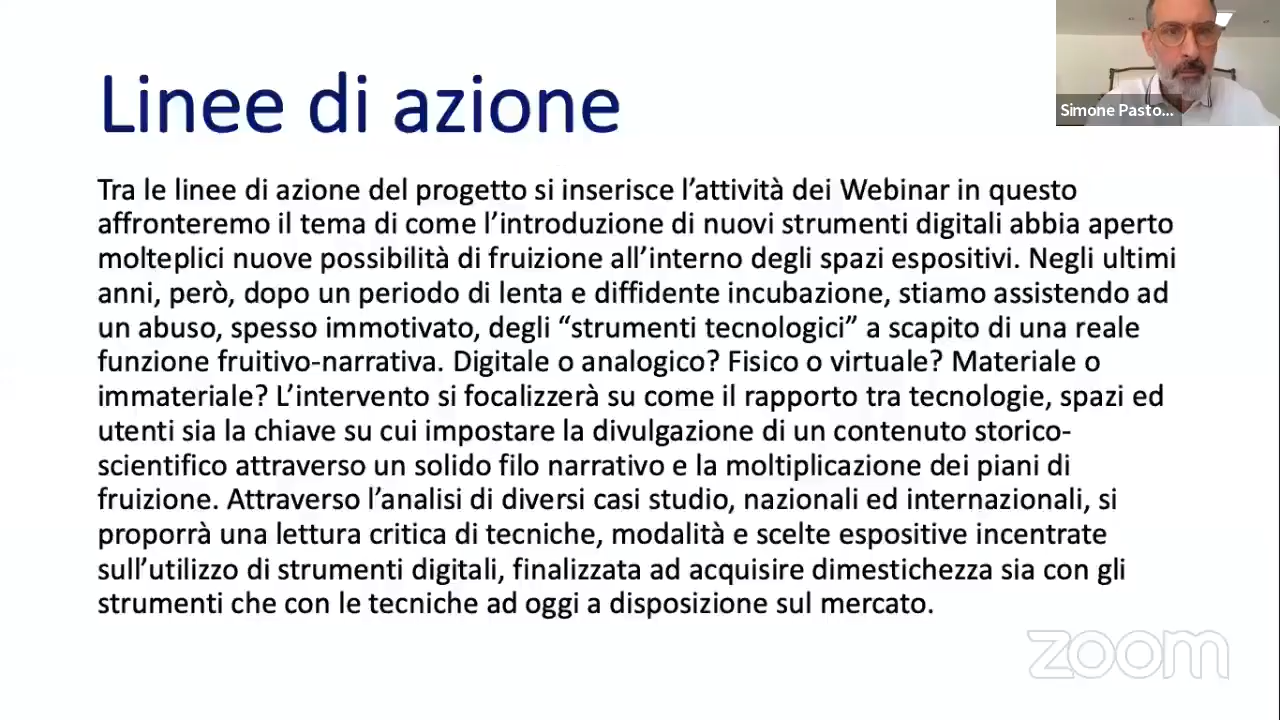 Linee di azione
Simone Pasto...
Tra le linee di azione del progetto si inserisce l’attività dei Webinar in questo
affronteremo il tema di come l’introduzione di nuovi strumenti digitali abbia aperto
molteplici nuove possibilità di fruizione all’interno degli spazi espositivi. Negli ultimi
anni, però, dopo un periodo di lenta e diffidente incubazione, stiamo assistendo ad
un abuso, spesso immotivato, degli “strumenti tecnologici” a scapito di una reale
funzione fruitivo-narrativa. Digitale o analogico? Fisico o virtuale? Materiale o
immateriale? L’intervento si focalizzerà su come il rapporto tra tecnologie, spazi ed
utenti sia la chiave su cui impostare la divulgazione di un contenuto storico-
scientifico attraverso un solido filo narrativo e la moltiplicazione dei piani di
fruizione. Attraverso l’analisi di diversi casi studio, nazionali ed internazionali, si
proporrà una lettura critica di tecniche, modalità e scelte espositive incentrate
sull’utilizzo di strumenti digitali, finalizzata ad acquisire dimestichezza sia con gli
strumenti che con le tecniche ad oggi a disposizione sul mercato.
zoom